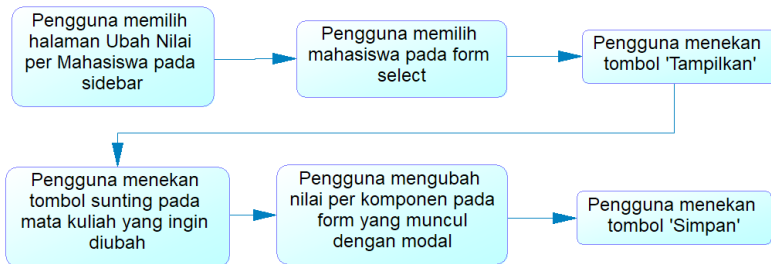 Pengguna memilih
halaman Ubah Nilai
per Mahasiswa pada
sidebar
Pengguna memilih
mahasiswa pada form
select
Pengguna menekan
tombol 'Tampilkan'
Pengguna menekan
tombol sunting pada
mata kuliah yang ingin
diubah
Pengguna mengubah
nilai per komponen pada
form yang muncul
dengan modal
Pengguna menekan
tombol 'Simpan'